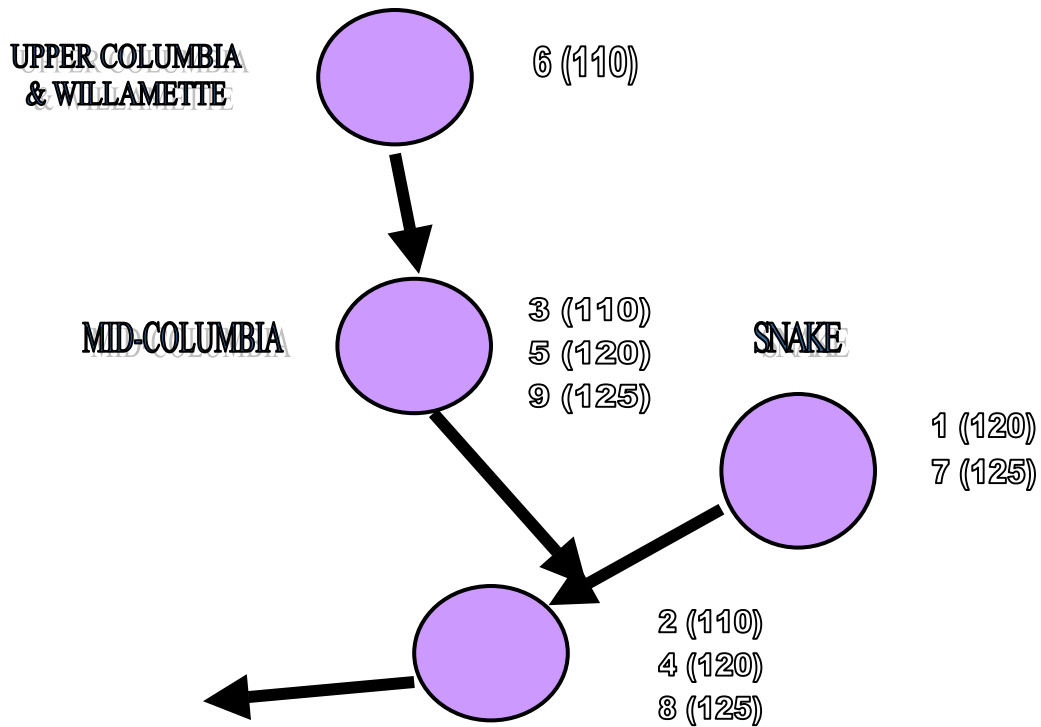 UPPER COLUMBIA
& WILLAMETTE
6 (110)
MID-COLUMBIA
3 (110)
5 (120)
9 (125)
SNAKE
1 (120)
7 (125)
2 (110)
4 (120)
8 (125)